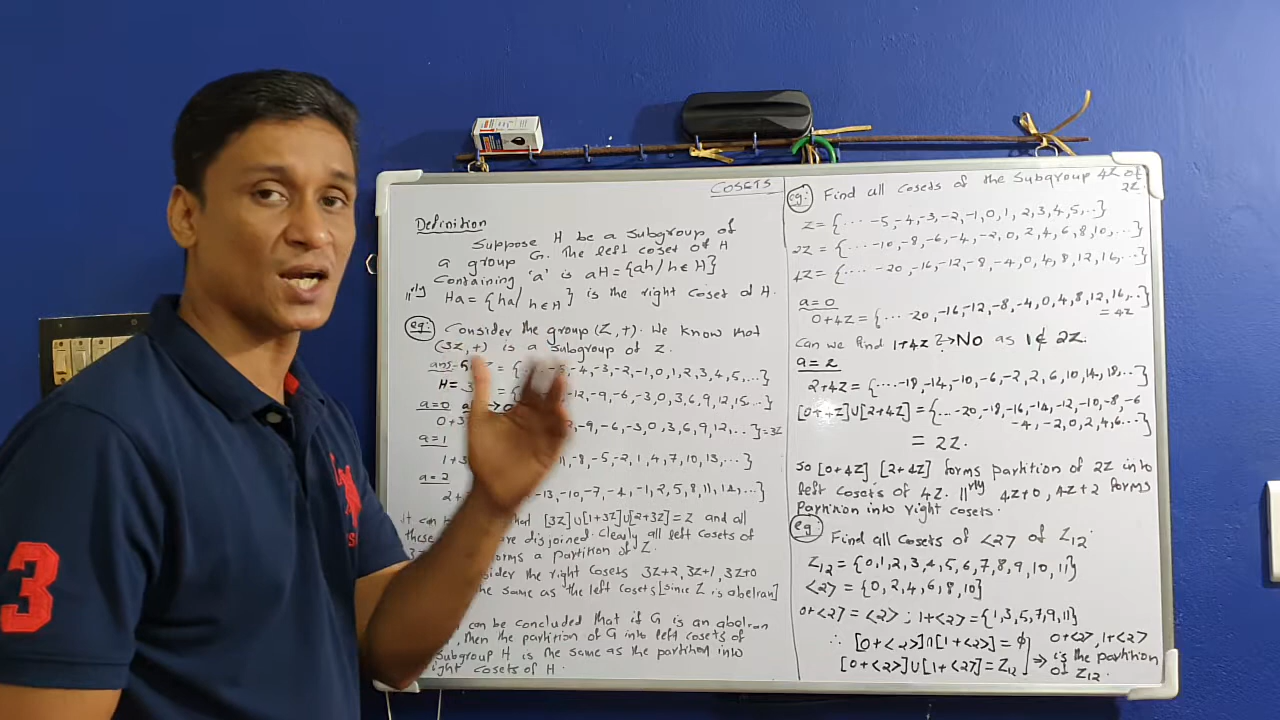 COSETS
Definition
Suppose H be a Subgroup of
a group G. The left coset of H
Containing 'a' is aH = {ah/h∈H}
||rly Ha = {ha/h∈H} is the right coset of H.
eg: Consider the group (Z,+). We know that
(3Z,+) is a Subgroup of Z.
ans- = {... -5,-4,-3,-2,-1,0,1,2,3,4,5,...}
H= 3 = { -12,-9,-6,-3,0,3,6,9,12,15...}
a=0
0+3 -9,-6,-3,0,3,6,9,12,...}=3Z
a=1
1+3 -8,-5,-2,1,4,7,10,13,...}
a=2
2+ -13,-10,-7,-4,-1,2,5,8,11,14,...}
It can [3Z]∪[1+3Z]∪[2+3Z]=Z and all
these are disjoined. Clearly all left cosets of
forms a partition of Z.
the right cosets 3Z+2, 3Z+1, 3Z+0
the same as the left cosets [since Z is abelian]
can be concluded that if G is an abelian
, then the partition of G into left cosets of
Subgroup H is the same as the partition into
right cosets of H.
eg: Find all cosets of the Subgroup 4Z of
2Z.
Z = {... -5,-4,-3,-2,-1,0,1,2,3,4,5,...}
2Z = {... -10,-8,-6,-4,-2,0,2,4,6,8,10,...}
4Z = {... -20,-16,-12,-8,-4,0,4,8,12,16,...}
a=0
0+4Z = {... -20,-16,-12,-8,-4,0,4,8,12,16,...}
= 4Z
Can we find 1+4Z ?→No as 1∉2Z.
a=2
2+4Z = {... -18,-14,-10,-6,-2,2,6,10,14,18...}
[0+4Z]∪[2+4Z] = {... -20,-18,-16,-14,-12,-10,-8,-6
-4,-2,0,2,4,6...}
= 2Z.
So [0+4Z] [2+4Z] forms partition of 2Z into
left cosets of 4Z. ||rly 4Z+0, 4Z+2 forms
Partition into right cosets.
eg: Find all cosets of <2> of Z12.
Z12 = {0,1,2,3,4,5,6,7,8,9,10,11}
<2> = {0,2,4,6,8,10}
0+<2> = <2> ; 1+<2> = {1,3,5,7,9,11}
∴ [0+<2>]∩[1+<2>] = ϕ
[0+<2>]∪[1+<2>] = Z12
⇒ 0+<2>, 1+<2>
is the partition
of Z12.
3